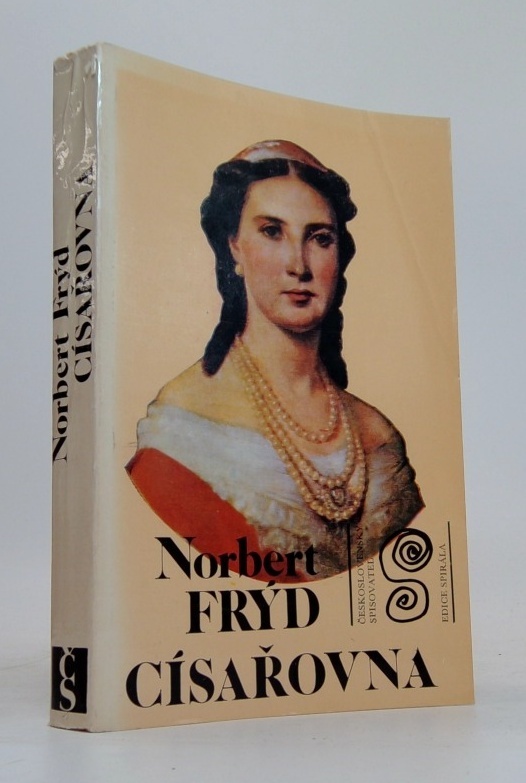 Norbert Frýd
CÍSAŘOVNA
ČS
Norbert
FRÝD
CÍSAŘOVNA
ČESKOSLOVENSKÝ
SPISOVATEL
EDICE SPIRÁLA